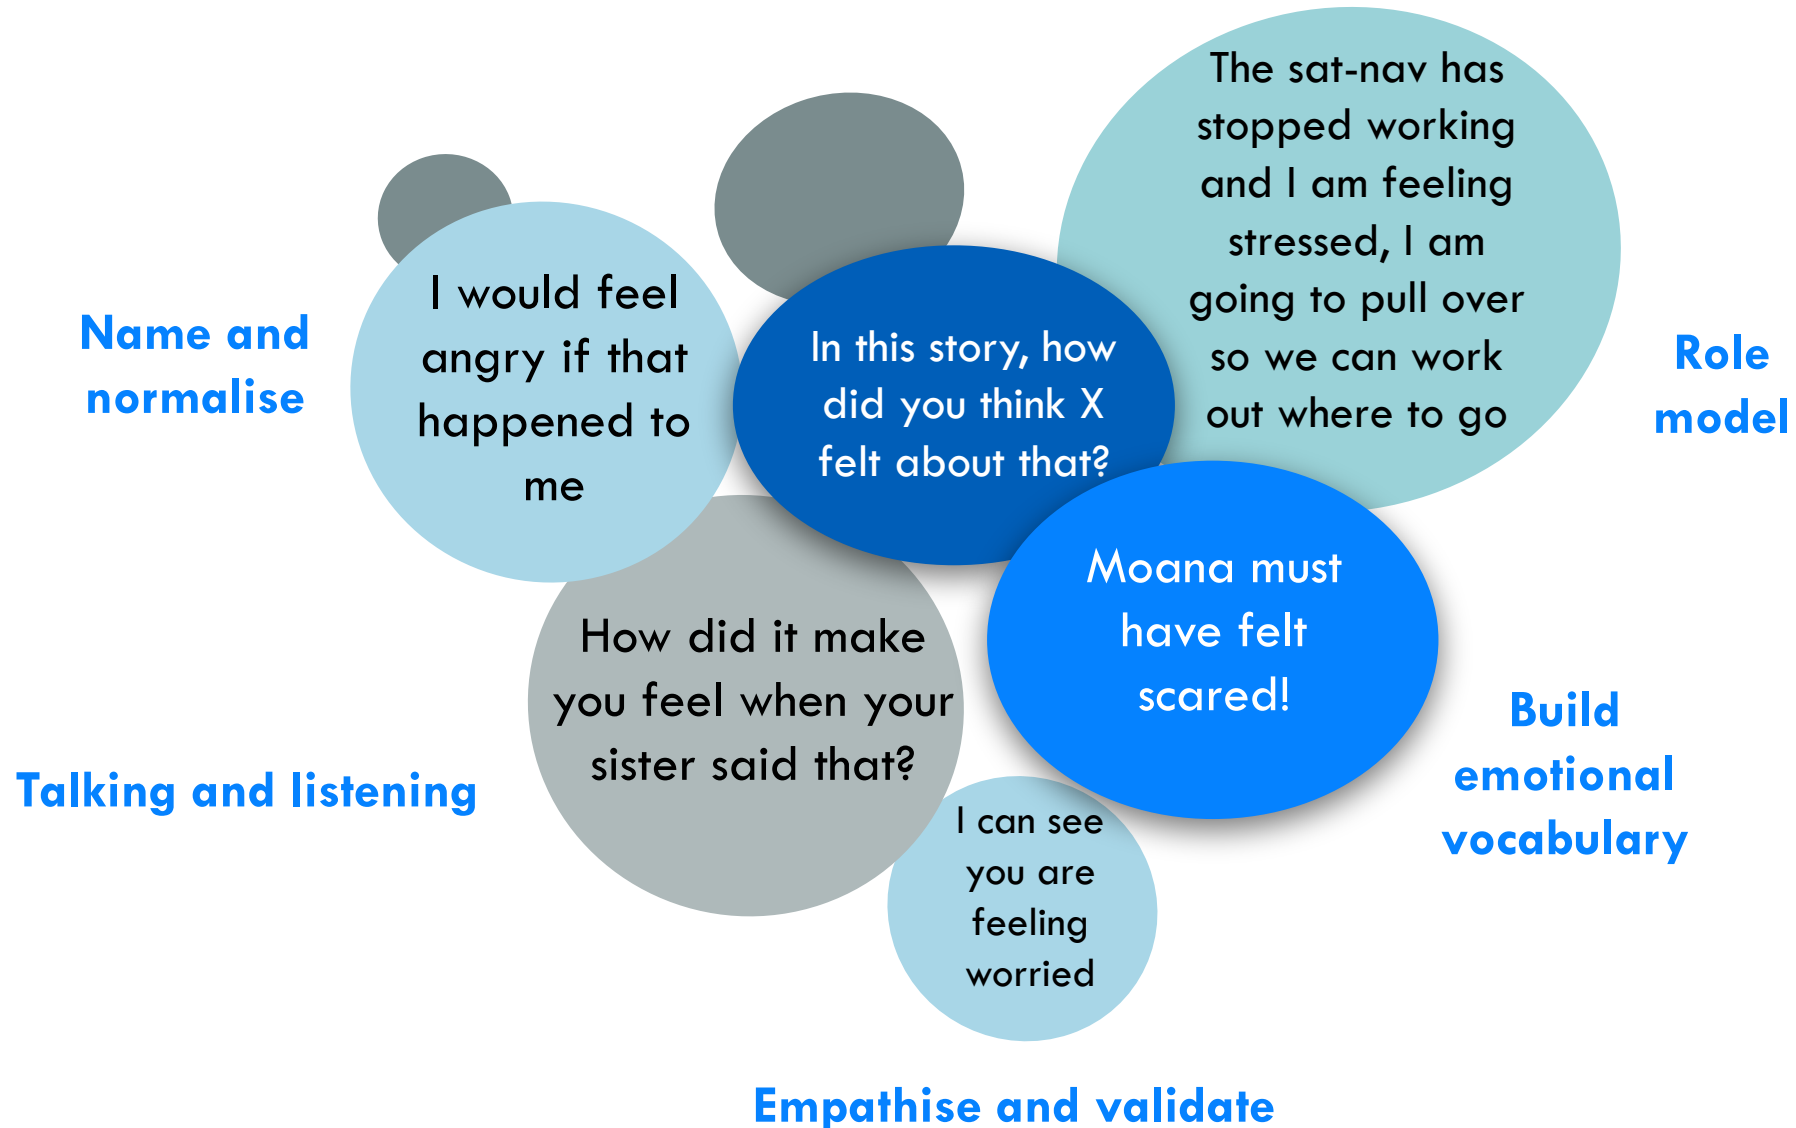 Name and
normalise
I would feel
angry if that
happened to
me
In this story, how
did you think X
felt about that?
The sat-nav has
stopped working
and I am feeling
stressed, I am
going to pull over
so we can work
out where to go
Role
model
Talking and listening
How did it make
you feel when your
sister said that?
Moana must
have felt
scared!
Build
emotional
vocabulary
I can see
you are
feeling
worried
Empathise and validate